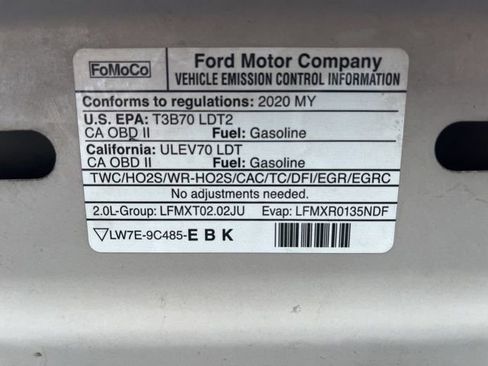 FoMoCo
Ford Motor Company
VEHICLE EMISSION CONTROL INFORMATION
Conforms to regulations: 2020 MY
U.S. EPA: T3B70 LDT2
CA OBD II Fuel: Gasoline
California: ULEV70 LDT
CA OBD II Fuel: Gasoline
TWC/HO2S/WR-HO2S/CAC/TC/DFI/EGR/EGRC
No adjustments needed.
2.0L-Group: LFMXT02.02JU Evap: LFMXR0135NDF
LW7E-9C485-EBK